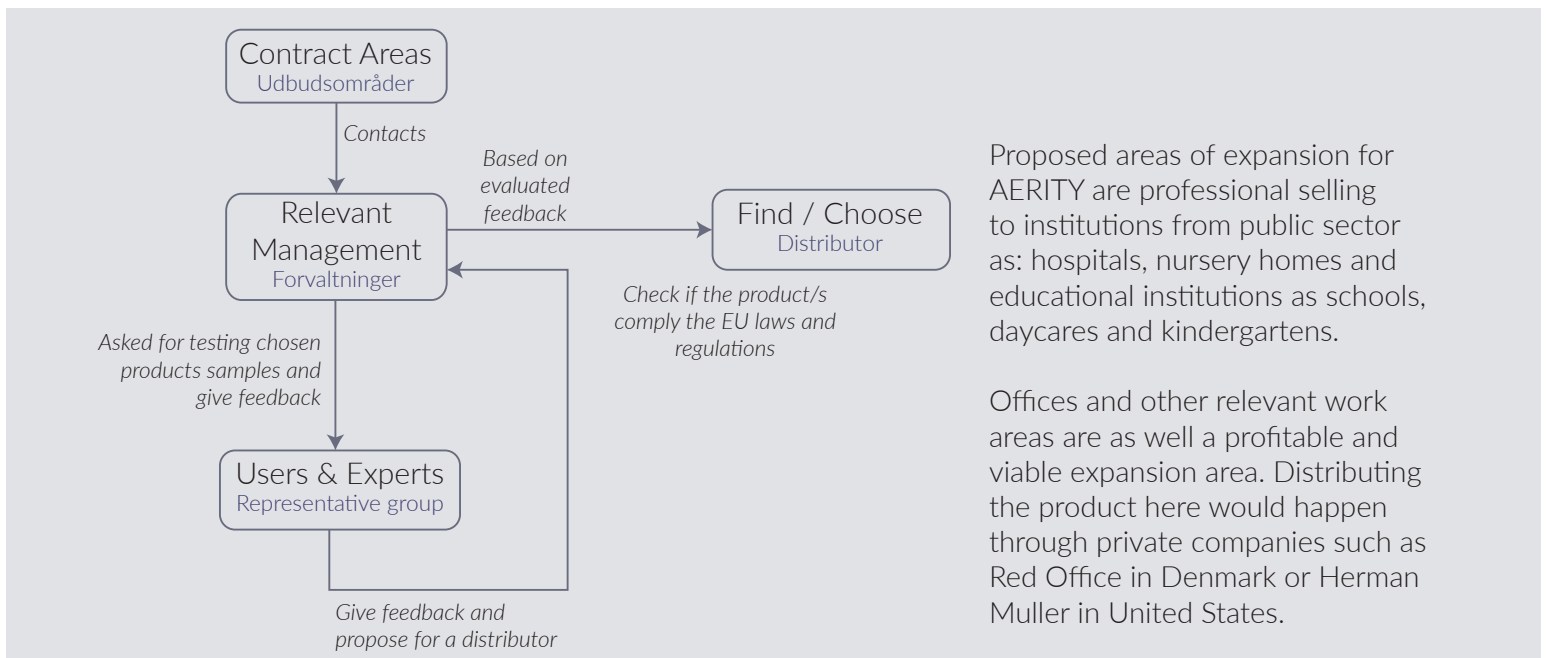 Contract Areas
Udbudsområder
Contacts
Relevant
Management
Forvaltninger
Based on
evaluated
feedback
Find / Choose
Distributor
Check if the product/s
comply the EU laws and
regulations
Asked for testing chosen
products samples and
give feedback
Users & Experts
Representative group
Give feedback and
propose for a distributor
Proposed areas of expansion for
AERITY are professional selling
to institutions from public sector
as: hospitals, nursery homes and
educational institutions as schools,
daycares and kindergartens.
Offices and other relevant work
areas are as well a profitable and
viable expansion area. Distributing
the product here would happen
through private companies such as
Red Office in Denmark or Herman
Muller in United States.